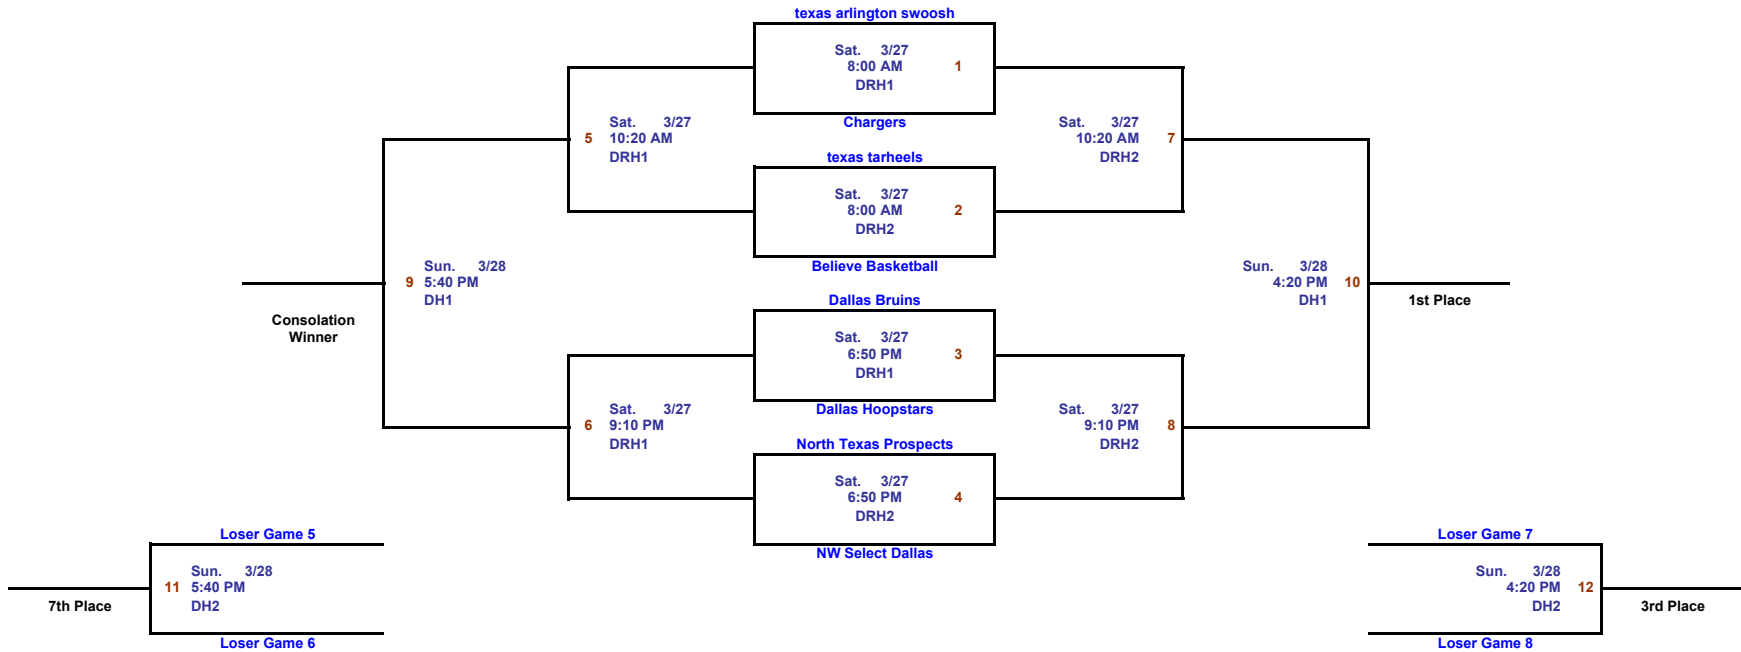 texas arlington swoosh
Sat. 3/27
8:00 AM 1
DRH1
Chargers
Sat. 3/27
5 10:20 AM
DRH1
Sat. 3/27
10:20 AM 7
DRH2
texas tarheels
Sat. 3/27
8:00 AM 2
DRH2
Believe Basketball
Sun. 3/28
9 5:40 PM
DH1
Consolation
Winner
Sun. 3/28
4:20 PM 10
DH1
1st Place
Dallas Bruins
Sat. 3/27
6:50 PM 3
DRH1
Dallas Hoopstars
Sat. 3/27
6 9:10 PM
DRH1
Sat. 3/27
9:10 PM 8
DRH2
North Texas Prospects
Sat. 3/27
6:50 PM 4
DRH2
NW Select Dallas
Loser Game 5
Sun. 3/28
11 5:40 PM
DH2
7th Place
Loser Game 6
Loser Game 7
Sun. 3/28
4:20 PM 12
DH2
3rd Place
Loser Game 8